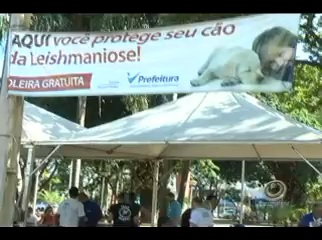 AQUI você protege seu cão
da Leishmaniose!
OLEIRA GRATUITA
Prefeitura